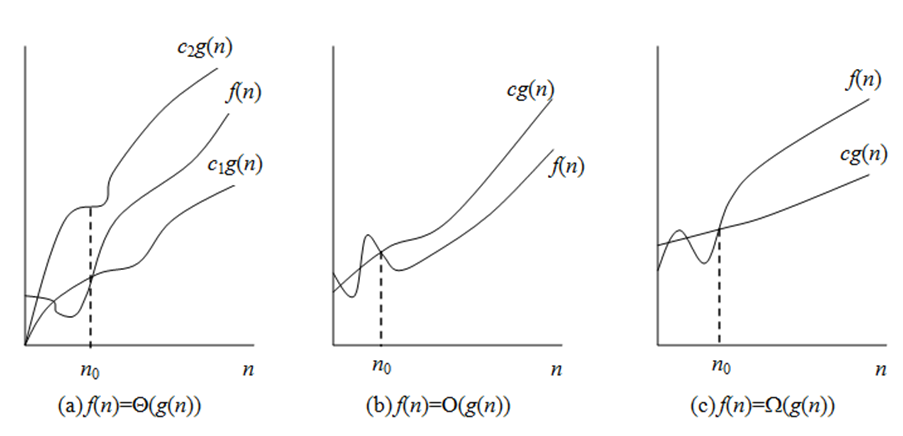 c₂g(n)
f(n)
c₁g(n)
n₀
n
(a)f(n)=Θ(g(n))
cg(n)
f(n)
n₀
n
(b)f(n)=O(g(n))
f(n)
cg(n)
n₀
n
(c)f(n)=Ω(g(n))